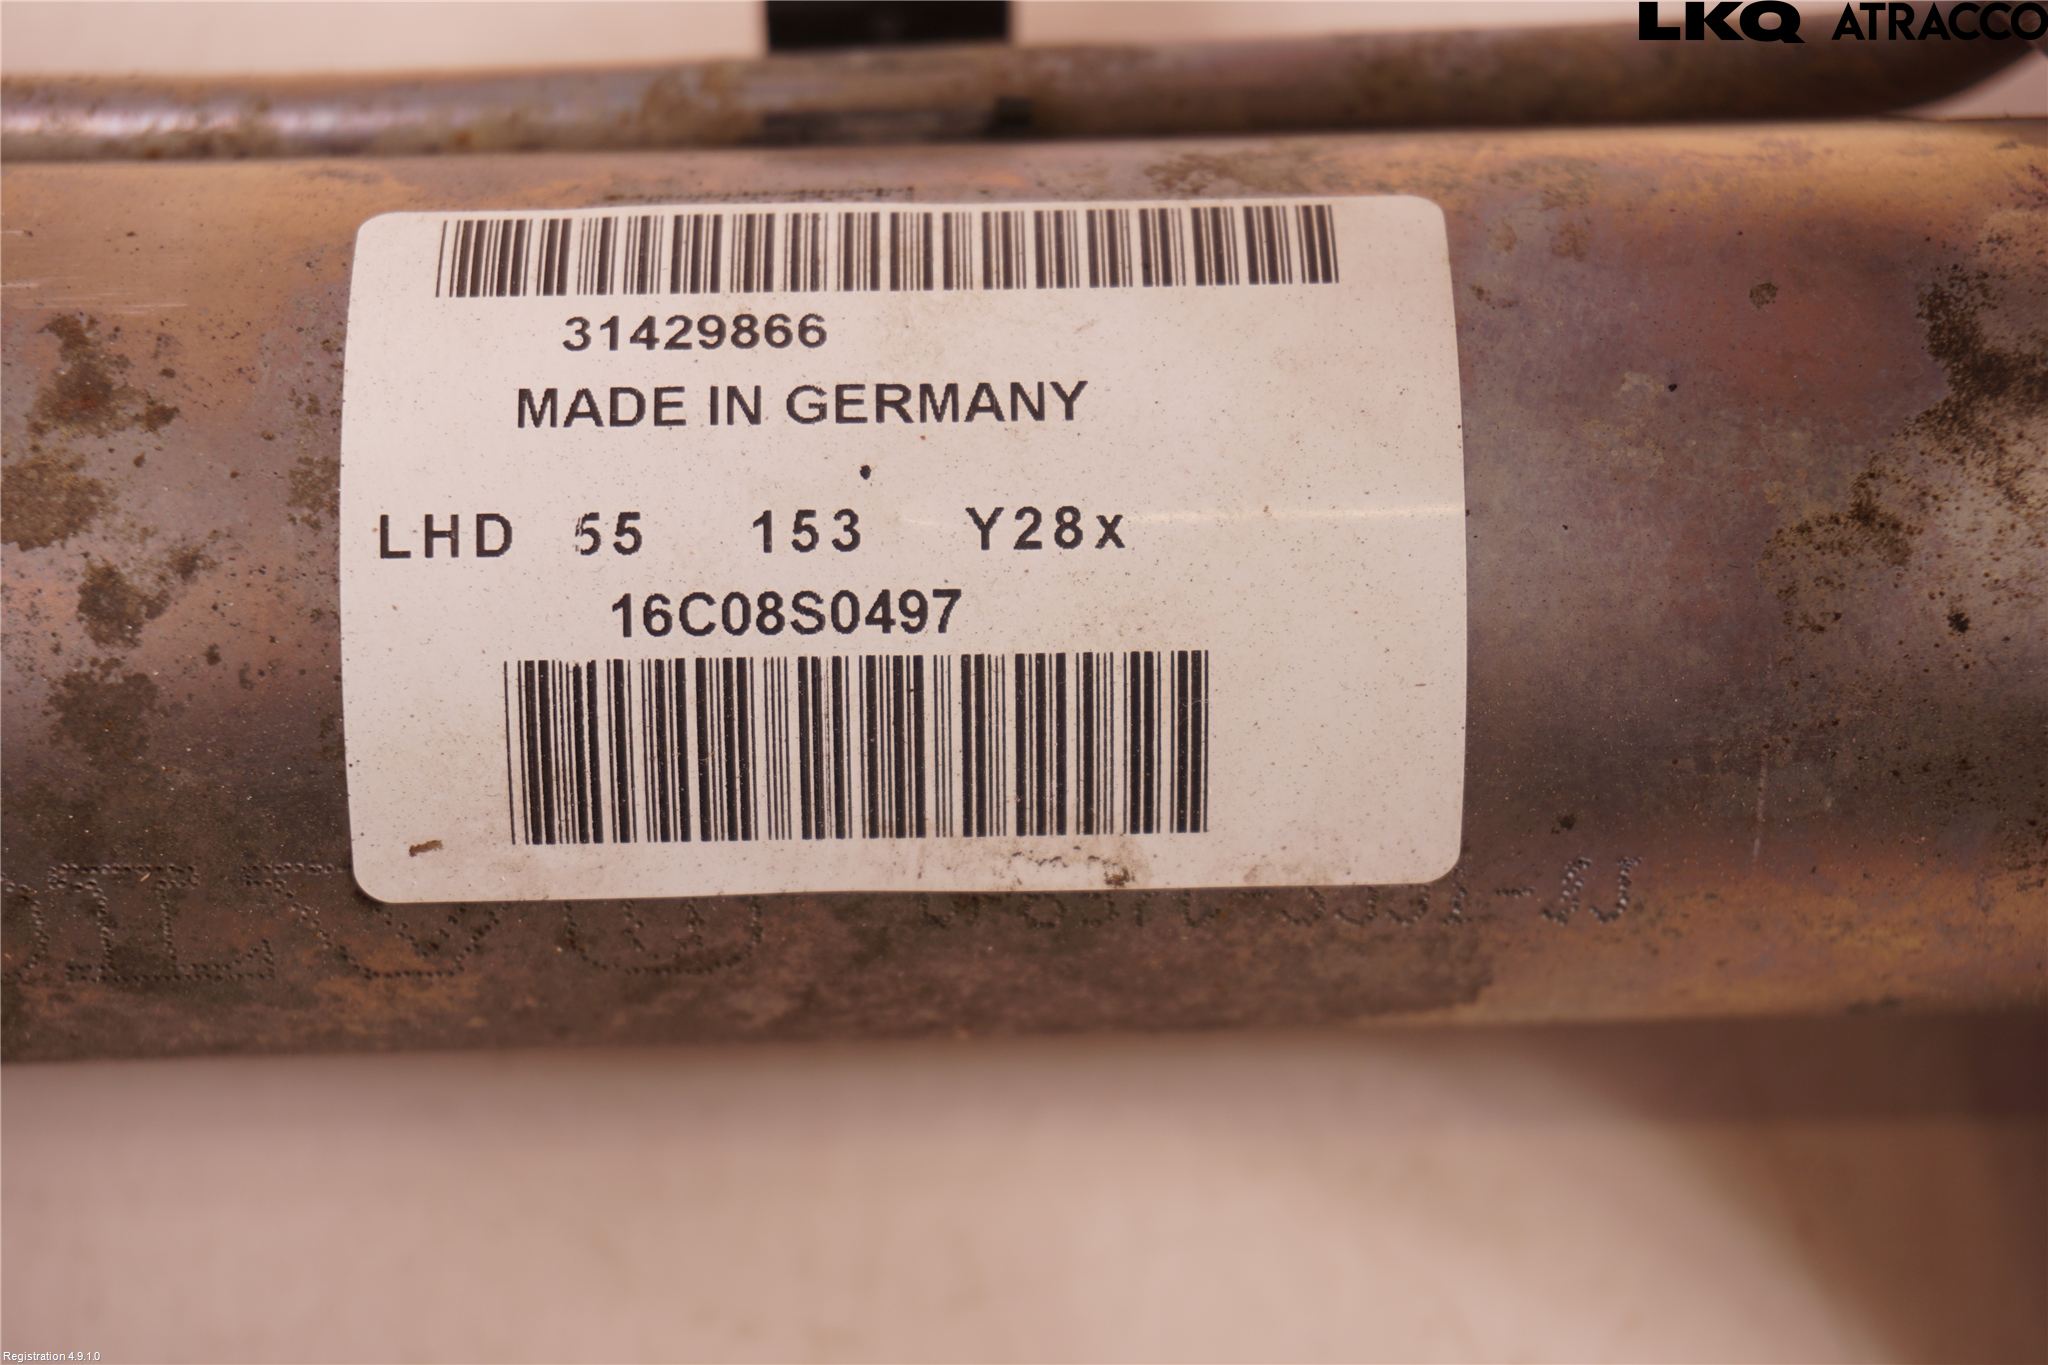 LKQ ATRACCO
31429866
MADE IN GERMANY
LHD 55 153 Y28x
16C08S0497
Registration 4.9.1.0